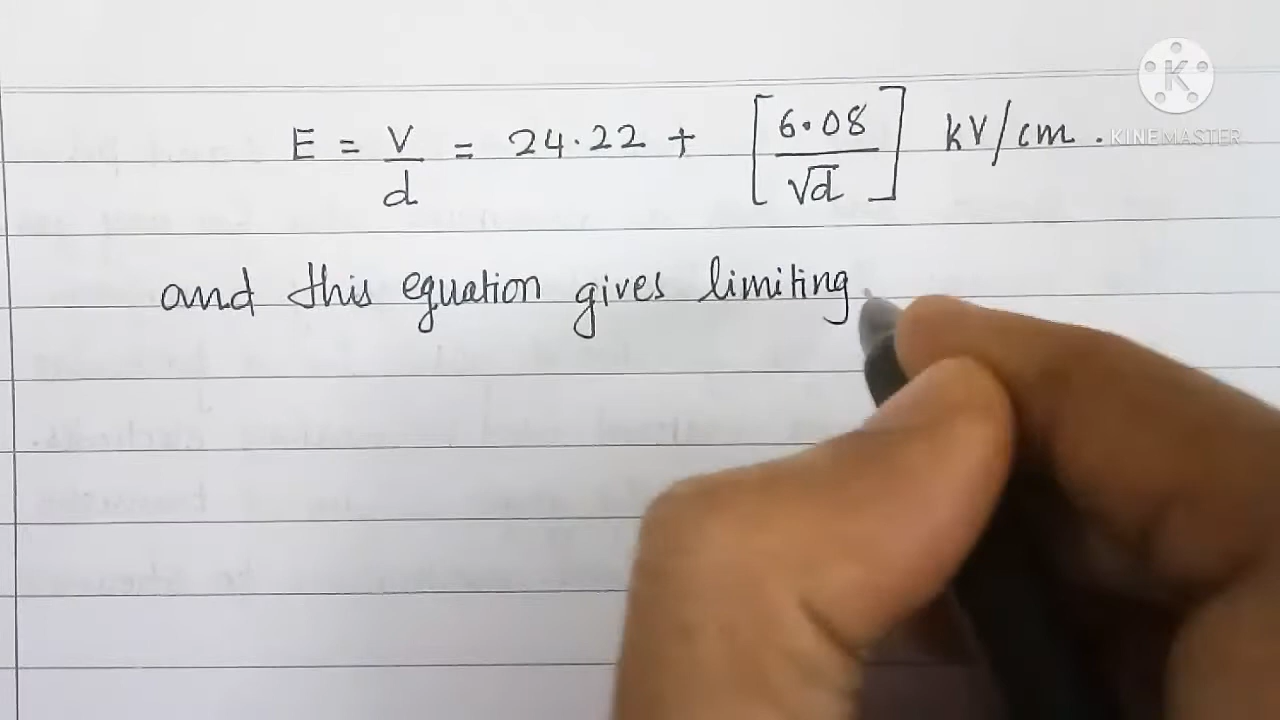 E = V/d = 24.22 + [6.08/√d] kV/cm.
and this equation gives limiting
K
KINEMASTER